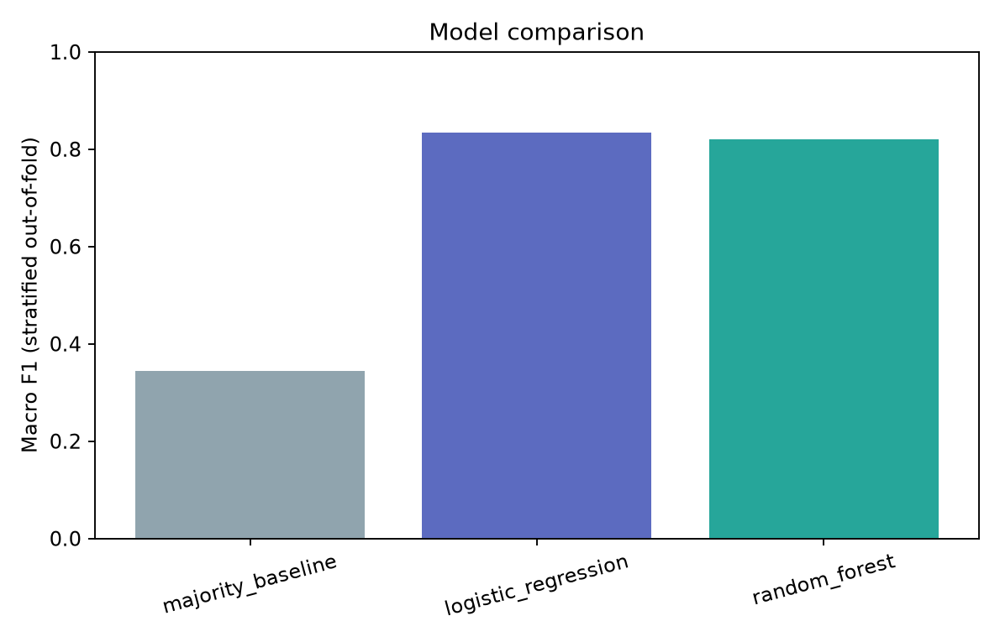 Model comparison
Macro F1 (stratified out-of-fold)
1.0
0.8
0.6
0.4
0.2
0.0
majority_baseline
logistic_regression
random_forest